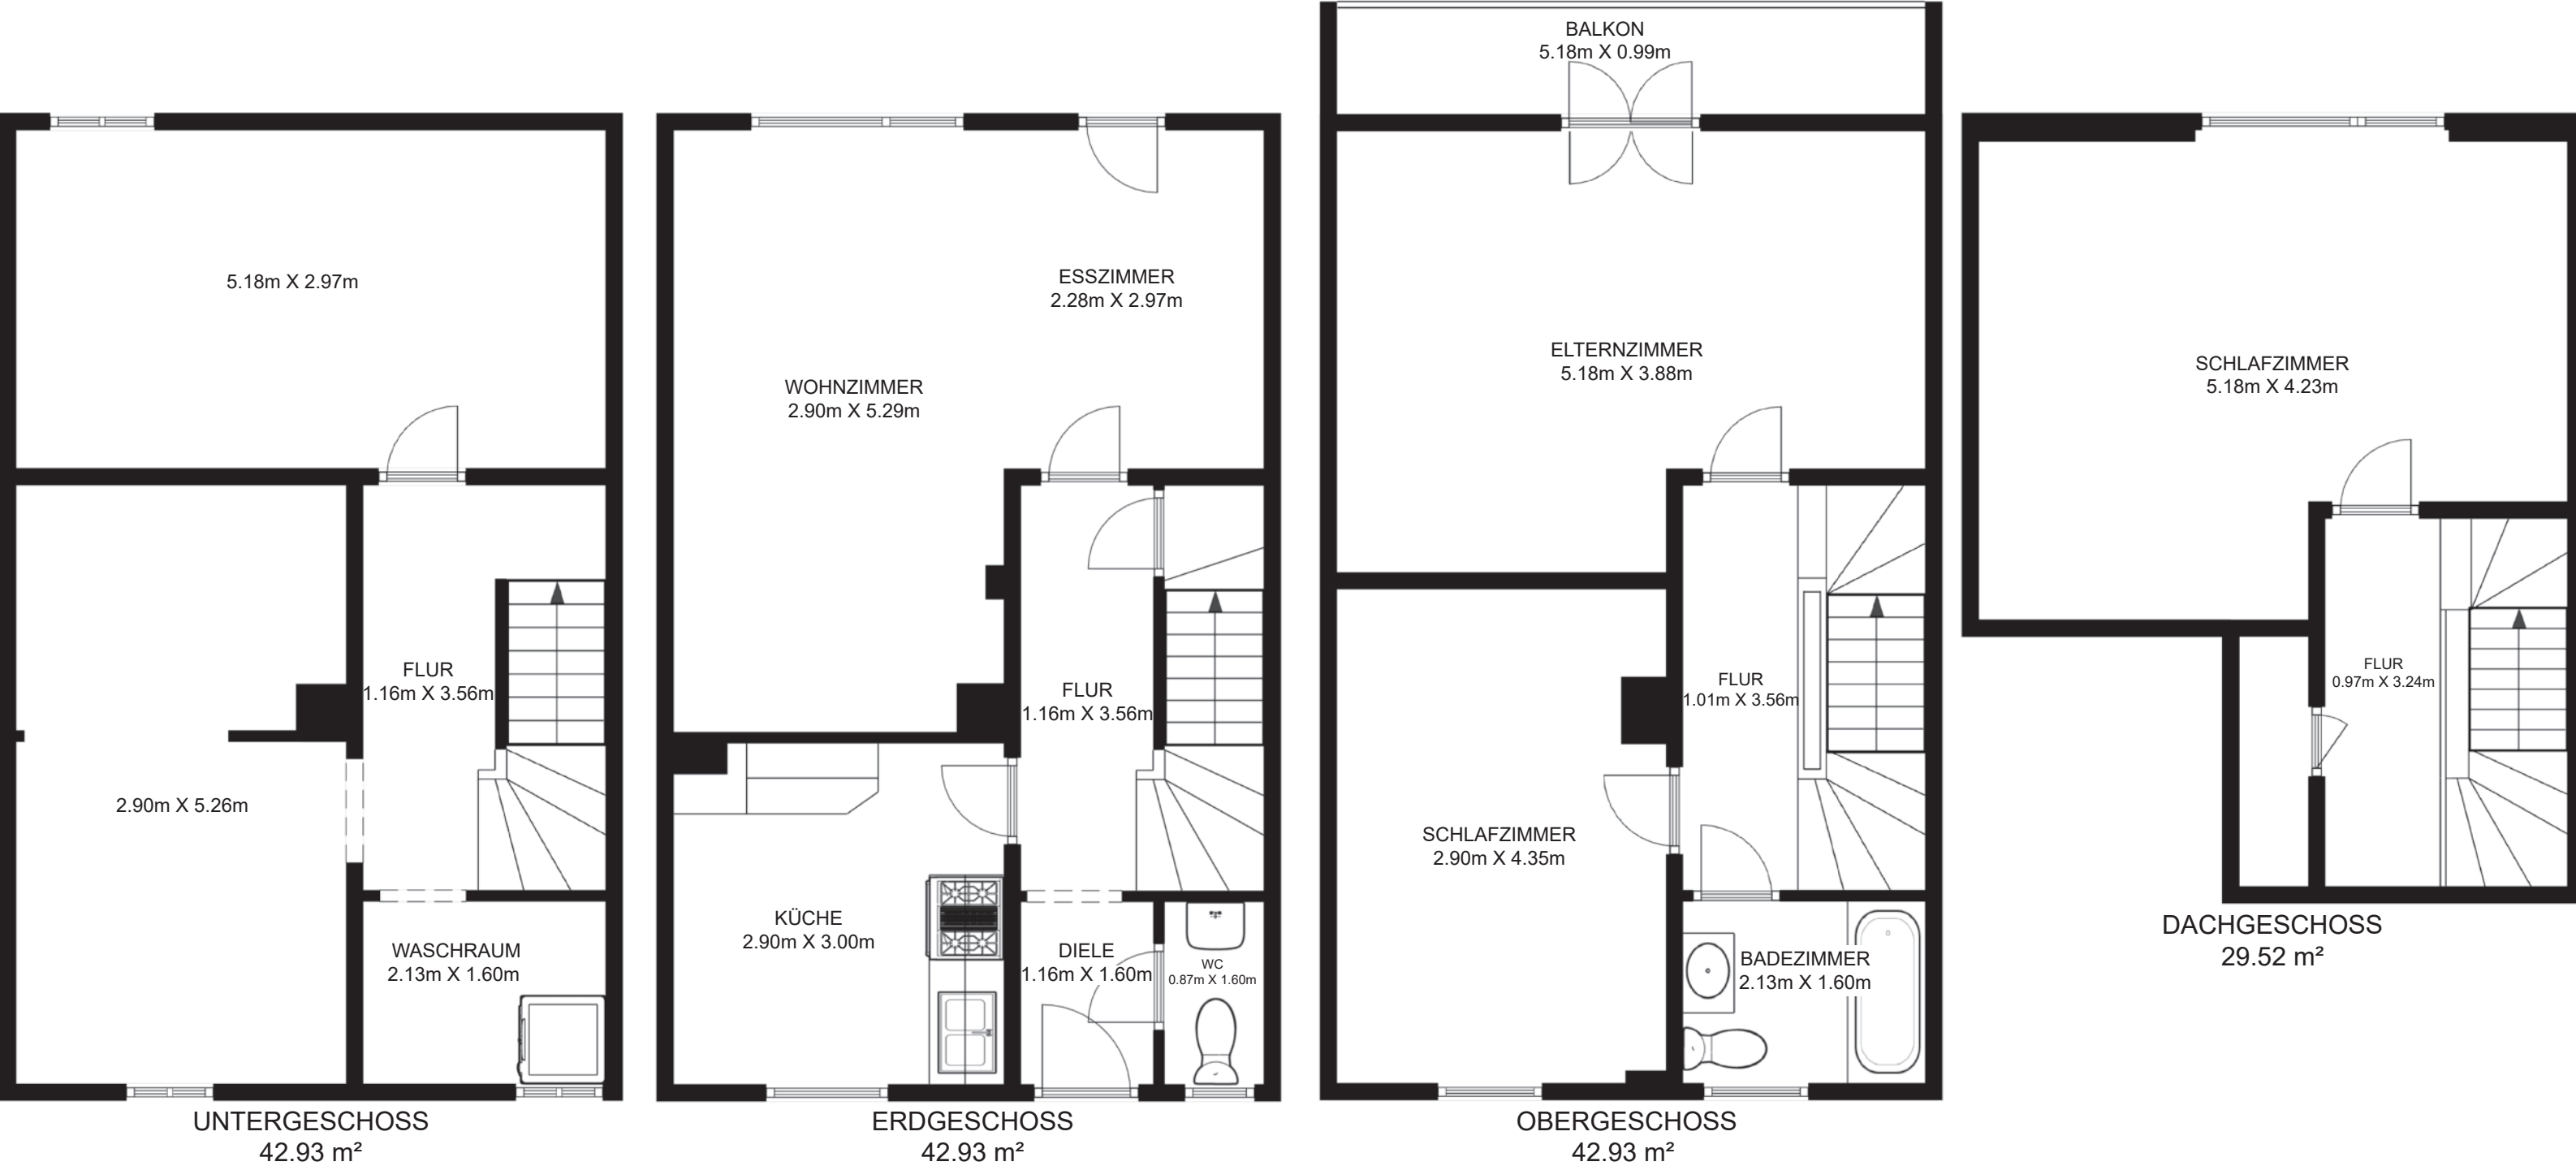 5.18m X 2.97m
FLUR
1.16m X 3.56m
2.90m X 5.26m
WASCHRAUM
2.13m X 1.60m
UNTERGESCHOSS
42.93 m²
ESSZIMMER
2.28m X 2.97m
WOHNZIMMER
2.90m X 5.29m
FLUR
1.16m X 3.56m
KÜCHE
2.90m X 3.00m
DIELE
1.16m X 1.60m
WC
0.87m X 1.60m
ERDGESCHOSS
42.93 m²
BALKON
5.18m X 0.99m
ELTERNZIMMER
5.18m X 3.88m
FLUR
1.01m X 3.56m
SCHLAFZIMMER
2.90m X 4.35m
BADEZIMMER
2.13m X 1.60m
OBERGESCHOSS
42.93 m²
SCHLAFZIMMER
5.18m X 4.23m
FLUR
0.97m X 3.24m
DACHGESCHOSS
29.52 m²